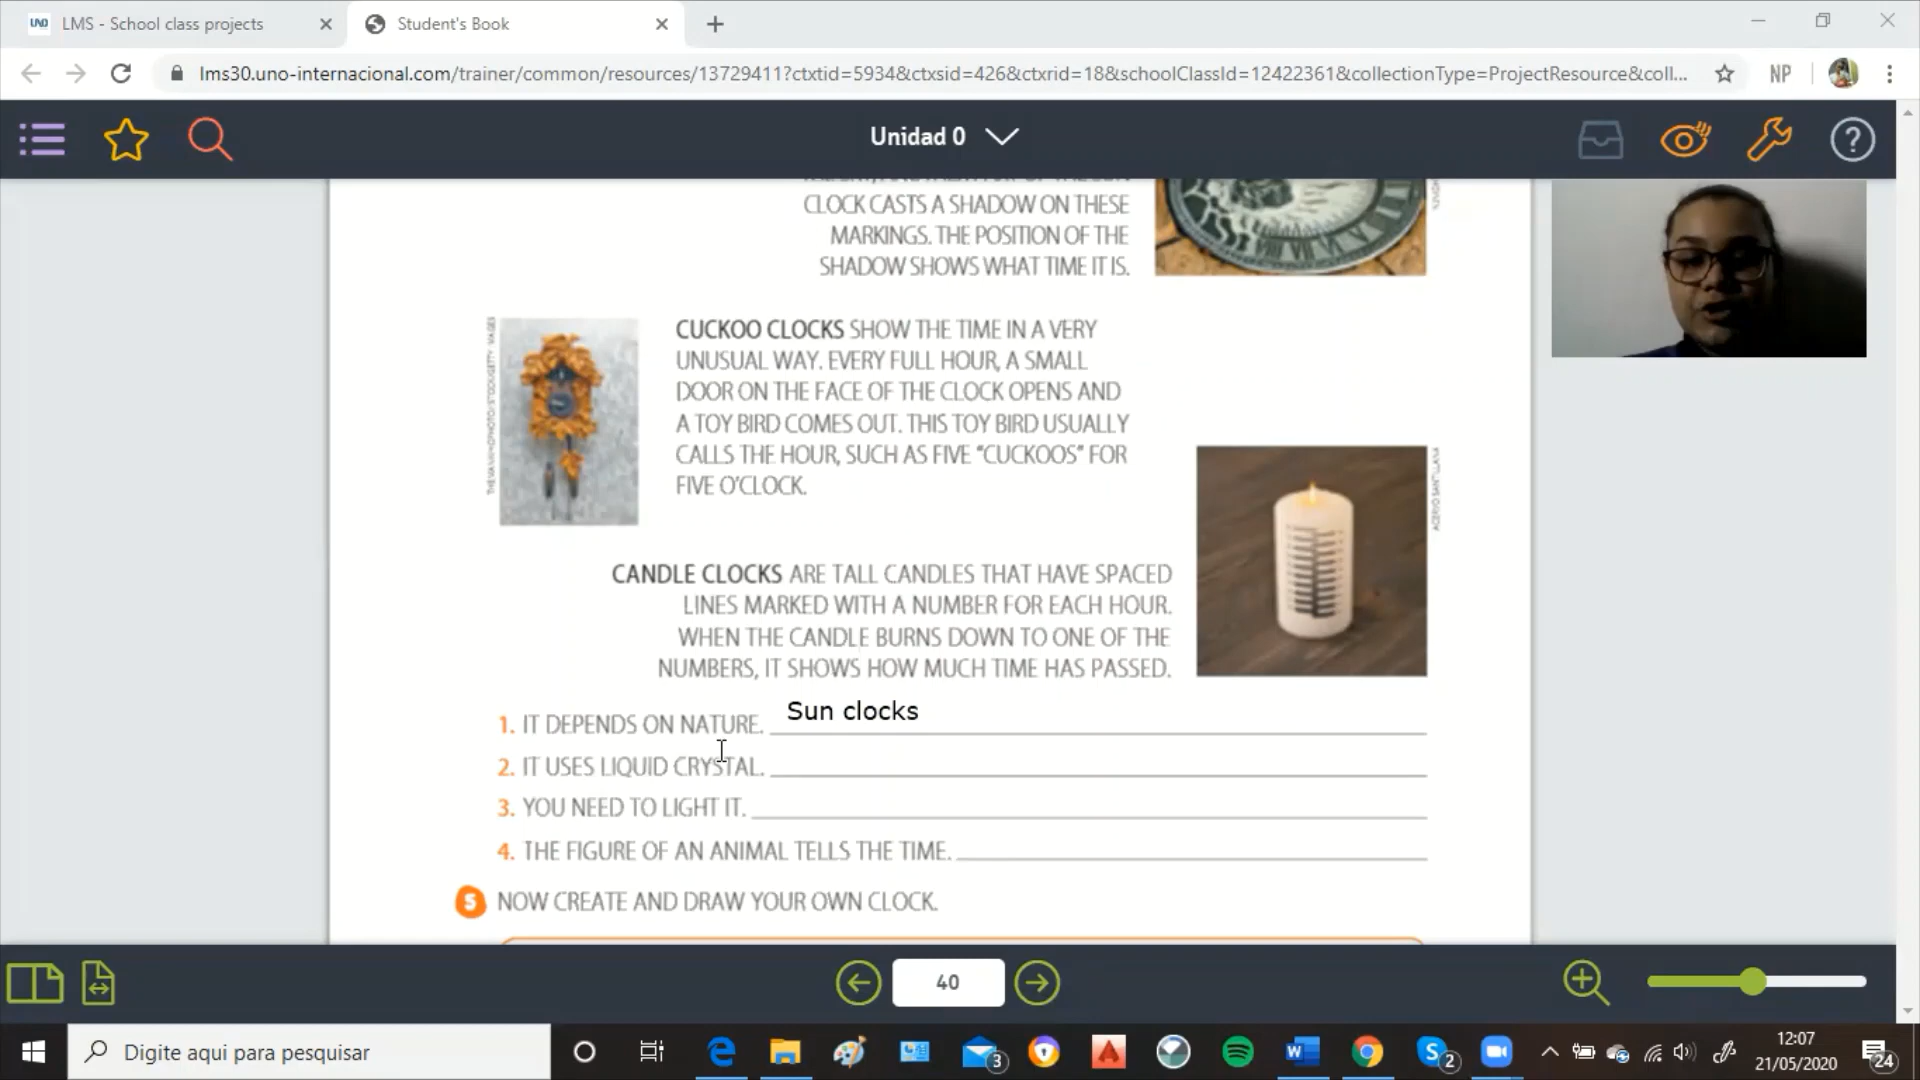 UNO LMS - School class projects
Student's Book
lms30.uno-internacional.com/trainer/common/resources/13729411?ctxtid=5934&ctxsid=426&ctxrid=18&schoolClassId=12422361&collectionType=ProjectResource&coll...
NP
Unidad 0
CLOCK CASTS A SHADOW ON THESE
MARKINGS. THE POSITION OF THE
SHADOW SHOWS WHAT TIME IT IS.
CUCKOO CLOCKS SHOW THE TIME IN A VERY
UNUSUAL WAY. EVERY FULL HOUR, A SMALL
DOOR ON THE FACE OF THE CLOCK OPENS AND
A TOY BIRD COMES OUT. THIS TOY BIRD USUALLY
CALLS THE HOUR, SUCH AS FIVE “CUCKOOS” FOR
FIVE O’CLOCK.
ACERVO SANTILLANA
CANDLE CLOCKS ARE TALL CANDLES THAT HAVE SPACED
LINES MARKED WITH A NUMBER FOR EACH HOUR.
WHEN THE CANDLE BURNS DOWN TO ONE OF THE
NUMBERS, IT SHOWS HOW MUCH TIME HAS PASSED.
1. IT DEPENDS ON NATURE. Sun clocks
2. IT USES LIQUID CRYSTAL.
3. YOU NEED TO LIGHT IT.
4. THE FIGURE OF AN ANIMAL TELLS THE TIME.
5 NOW CREATE AND DRAW YOUR OWN CLOCK.
40
Digite aqui para pesquisar
3
2
12:07
21/05/2020
24